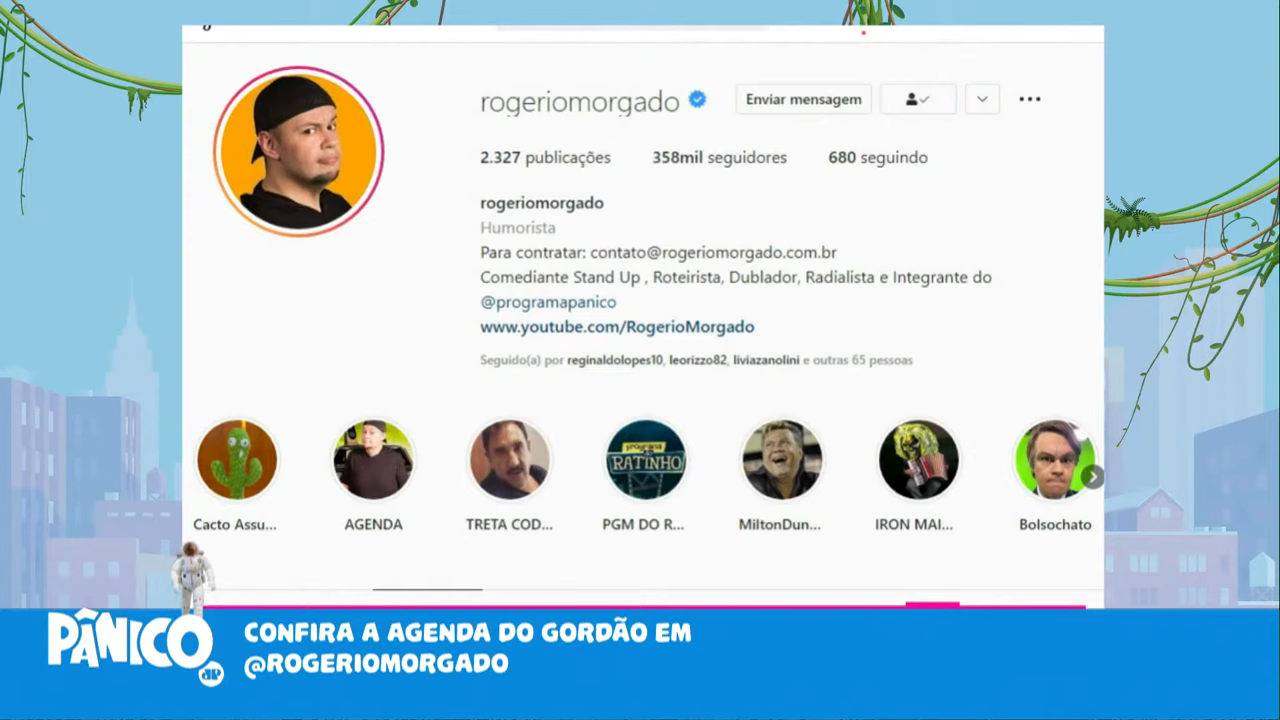 rogeriomorgado
Enviar mensagem
2.327 publicações 358mil seguidores 680 seguindo
rogeriomorgado
Humorista
Para contratar: contato@rogeriomorgado.com.br
Comediante Stand Up , Roteirista, Dublador, Radialista e Integrante do
@programapanico
www.youtube.com/RogerioMorgado
Seguido(a) por reginaldolopes10, leorizzo82, liviazanolini e outras 65 pessoas
programa
RATINHO
Cacto Assu... AGENDA TRETA COD... PGM DO R... MiltonDun... IRON MAI... Bolsochato
PÂNICO
JP
CONFIRA A AGENDA DO GORDÃO EM
@ROGERIOMORGADO